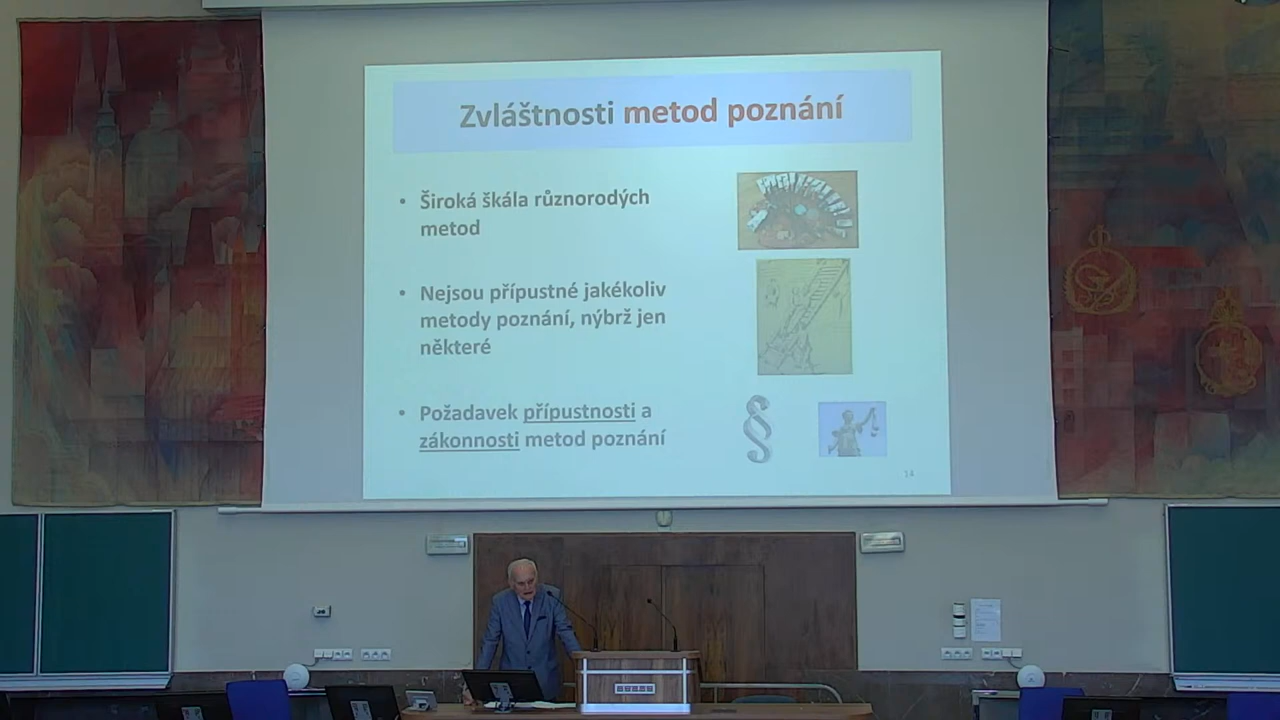 Zvláštnosti metod poznání
• Široká škála různorodých
metod
• Nejsou přípustné jakékoliv
metody poznání, nýbrž jen
některé
• Požadavek přípustnosti a
zákonnosti metod poznání
§
14